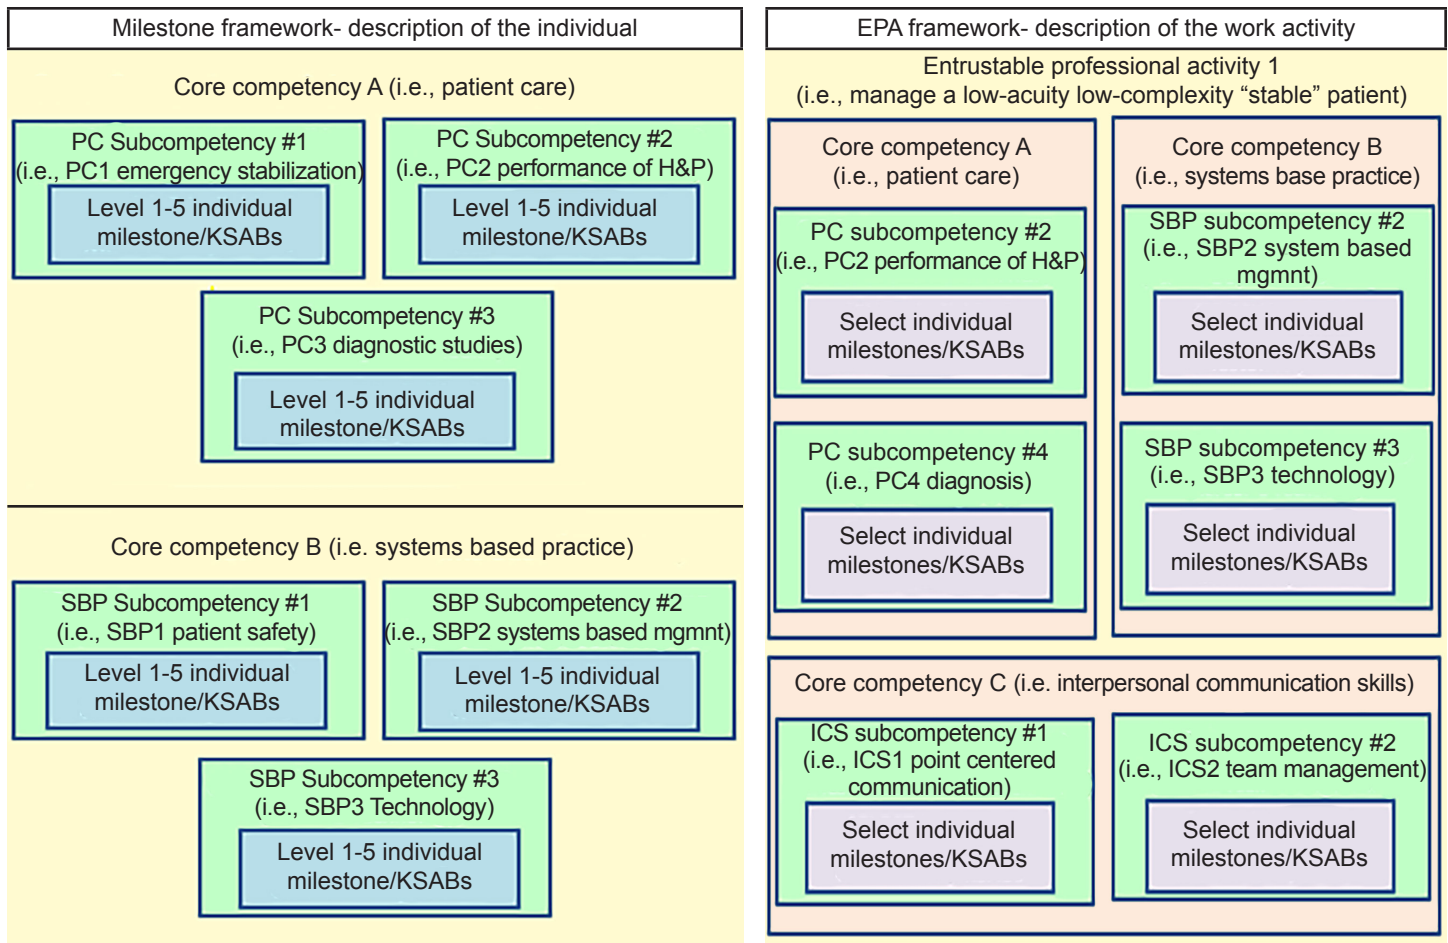 Milestone framework- description of the individual
Core competency A (i.e., patient care)
PC Subcompetency #1
(i.e., PC1 emergency stabilization)
Level 1-5 individual
milestone/KSABs
PC Subcompetency #2
(i.e., PC2 performance of H&P)
Level 1-5 individual
milestone/KSABs
PC Subcompetency #3
(i.e., PC3 diagnostic studies)
Level 1-5 individual
milestone/KSABs
Core competency B (i.e. systems based practice)
SBP Subcompetency #1
(i.e., SBP1 patient safety)
Level 1-5 individual
milestone/KSABs
SBP Subcompetency #2
(i.e., SBP2 systems based mgmnt)
Level 1-5 individual
milestone/KSABs
SBP Subcompetency #3
(i.e., SBP3 Technology)
Level 1-5 individual
milestone/KSABs
EPA framework- description of the work activity
Entrustable professional activity 1
(i.e., manage a low-acuity low-complexity “stable” patient)
Core competency A
(i.e., patient care)
PC subcompetency #2
(i.e., PC2 performance of H&P)
Select individual
milestones/KSABs
PC subcompetency #4
(i.e., PC4 diagnosis)
Select individual
milestones/KSABs
Core competency B
(i.e., systems base practice)
SBP subcompetency #2
(i.e., SBP2 system based
mgmnt)
Select individual
milestones/KSABs
SBP subcompetency #3
(i.e., SBP3 technology)
Select individual
milestones/KSABs
Core competency C (i.e. interpersonal communication skills)
ICS subcompetency #1
(i.e., ICS1 point centered
communication)
Select individual
milestones/KSABs
ICS subcompetency #2
(i.e., ICS2 team management)
Select individual
milestones/KSABs